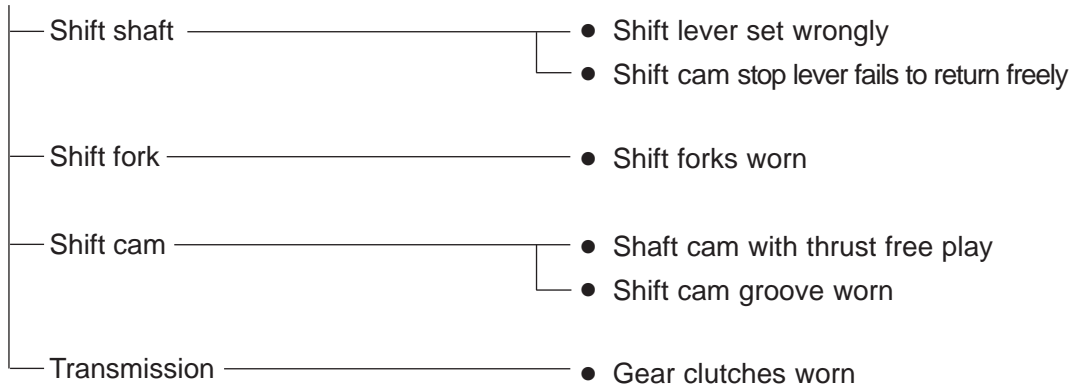 Shift shaft
● Shift lever set wrongly
● Shift cam stop lever fails to return freely
Shift fork
● Shift forks worn
Shift cam
● Shaft cam with thrust free play
● Shift cam groove worn
Transmission
● Gear clutches worn